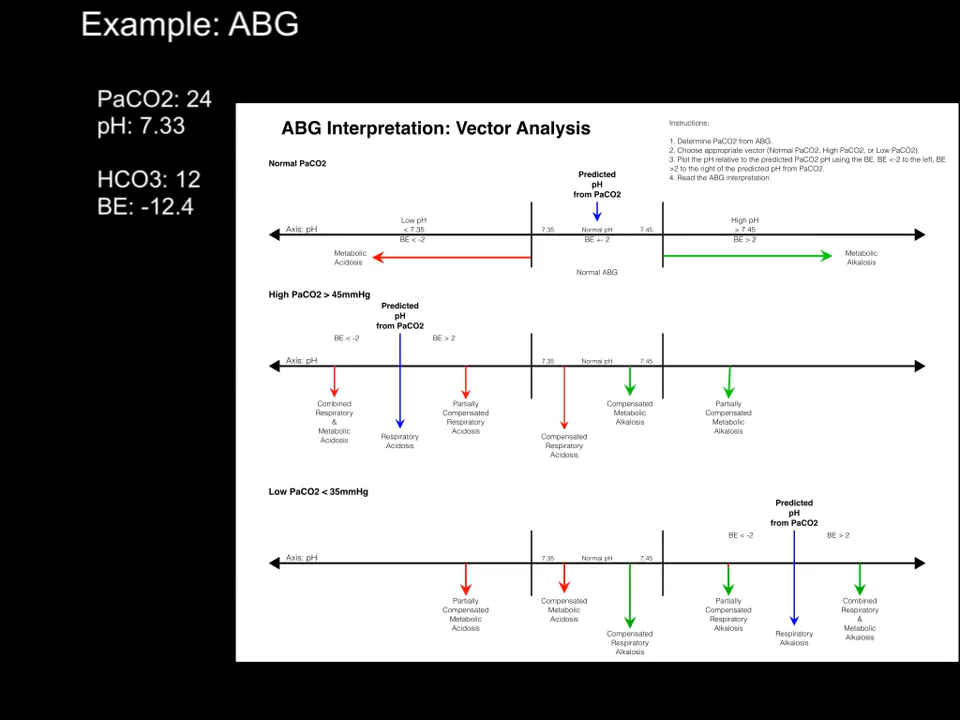 Example: ABG
PaCO2: 24
pH: 7.33
HCO3: 12
BE: -12.4
ABG Interpretation: Vector Analysis
Instructions:
1. Determine PaCO2 from ABG.
2. Choose appropriate vector (Normal PaCO2, High PaCO2, or Low PaCO2).
3. Plot the pH relative to the predicted PaCO2 pH using the BE. BE <-2 to the left, BE
>2 to the right of the predicted pH from PaCO2.
4. Read the ABG interpretation.
Normal PaCO2
Predicted
pH
from PaCO2
Axis: pH
Low pH
< 7.35
BE < -2
7.35
Normal pH
7.45
BE +- 2
High pH
> 7.45
BE > 2
Metabolic
Acidosis
Normal ABG
Metabolic
Alkalosis
High PaCO2 > 45mmHg
Predicted
pH
from PaCO2
BE < -2
BE > 2
Axis: pH
7.35
Normal pH
7.45
Combined
Respiratory
&
Metabolic
Acidosis
Respiratory
Acidosis
Partially
Compensated
Respiratory
Acidosis
Compensated
Respiratory
Acidosis
Compensated
Metabolic
Alkalosis
Partially
Compensated
Metabolic
Alkalosis
Low PaCO2 < 35mmHg
Predicted
pH
from PaCO2
BE < -2
BE > 2
Axis: pH
7.35
Normal pH
7.45
Partially
Compensated
Metabolic
Acidosis
Compensated
Metabolic
Acidosis
Compensated
Respiratory
Alkalosis
Partially
Compensated
Respiratory
Alkalosis
Respiratory
Alkalosis
Combined
Respiratory
&
Metabolic
Alkalosis